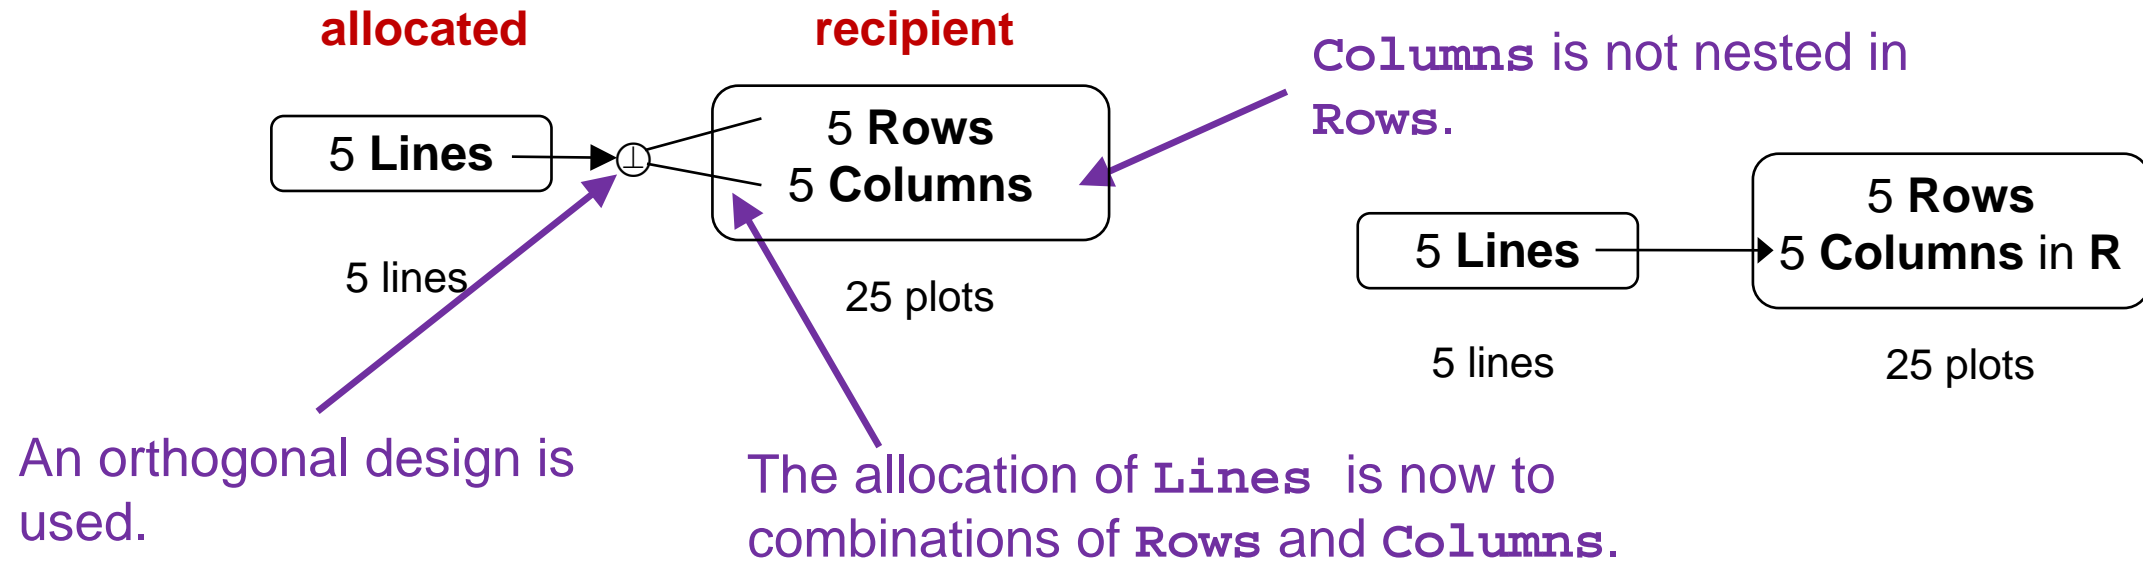 allocated
recipient
Columns is not nested in
Rows.
5 Lines
⊥
5 Rows
5 Columns
5 lines
25 plots
5 Lines
5 Rows
5 Columns in R
5 lines
25 plots
An orthogonal design is
used.
The allocation of Lines is now to
combinations of Rows and Columns.